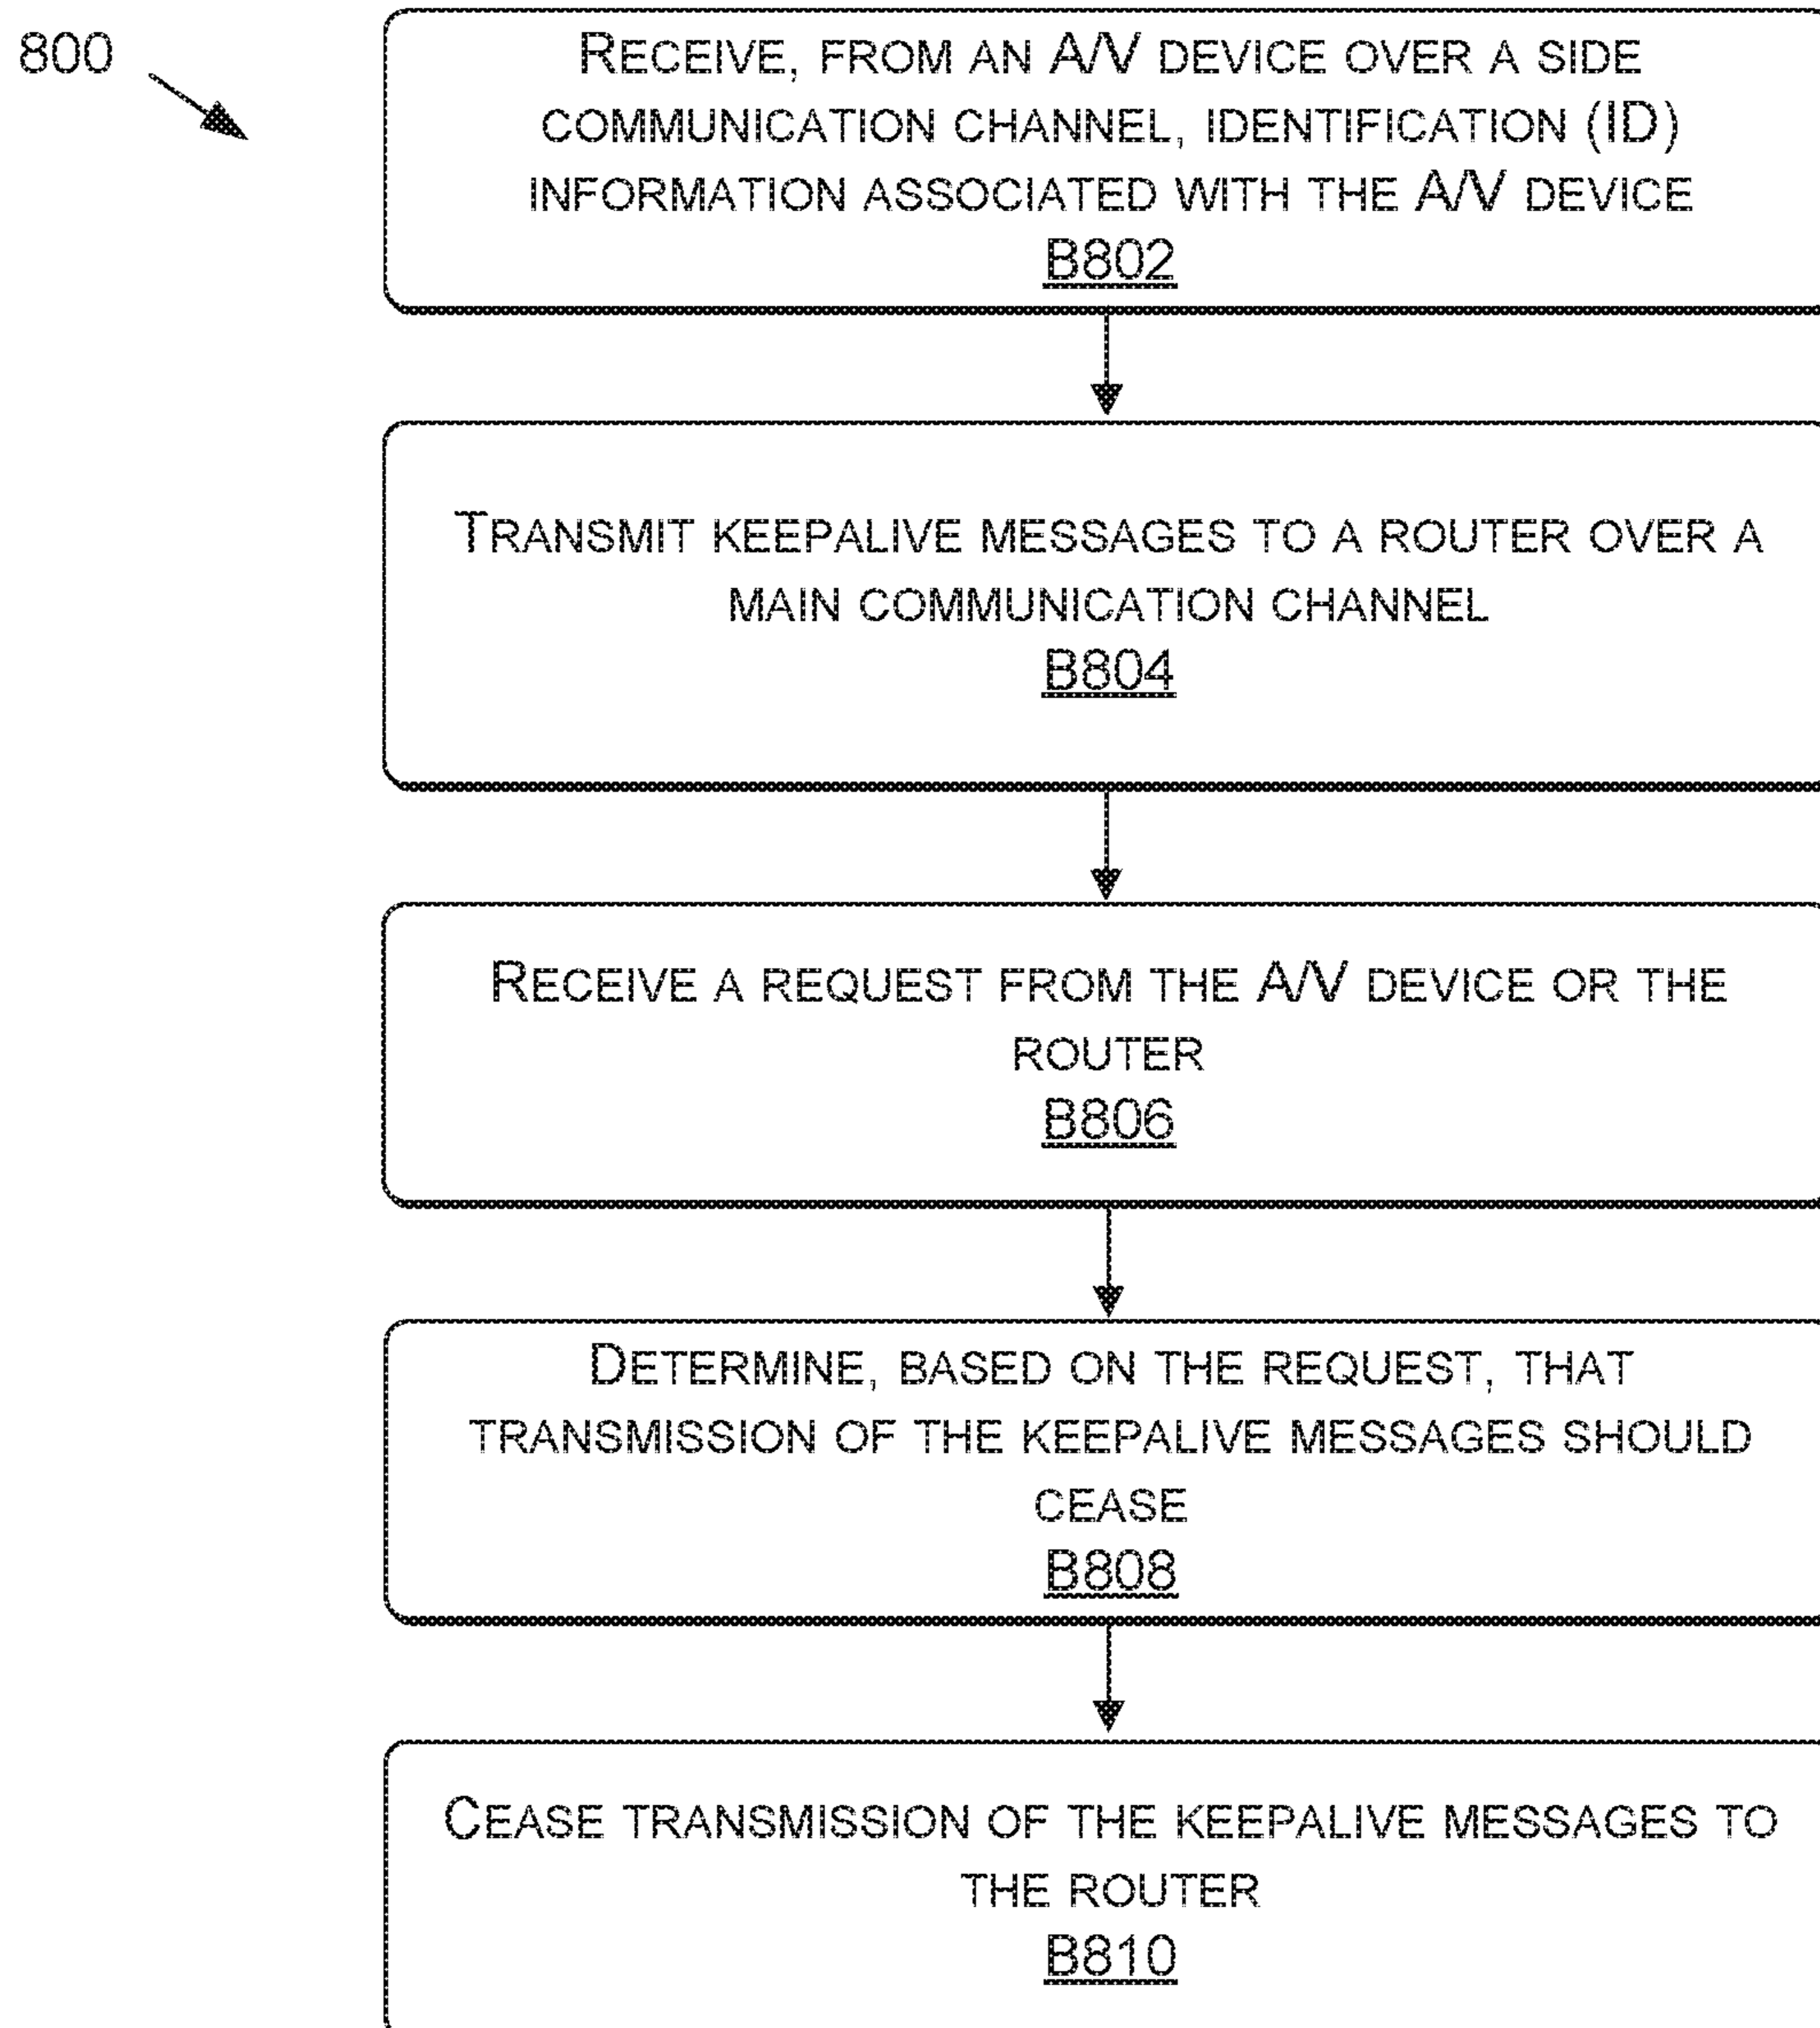 800
RECEIVE, FROM AN A/V DEVICE OVER A SIDE
COMMUNICATION CHANNEL, IDENTIFICATION (ID)
INFORMATION ASSOCIATED WITH THE A/V DEVICE
B802
TRANSMIT KEEPALIVE MESSAGES TO A ROUTER OVER A
MAIN COMMUNICATION CHANNEL
B804
RECEIVE A REQUEST FROM THE A/V DEVICE OR THE
ROUTER
B806
DETERMINE, BASED ON THE REQUEST, THAT
TRANSMISSION OF THE KEEPALIVE MESSAGES SHOULD
CEASE
B808
CEASE TRANSMISSION OF THE KEEPALIVE MESSAGES TO
THE ROUTER
B810